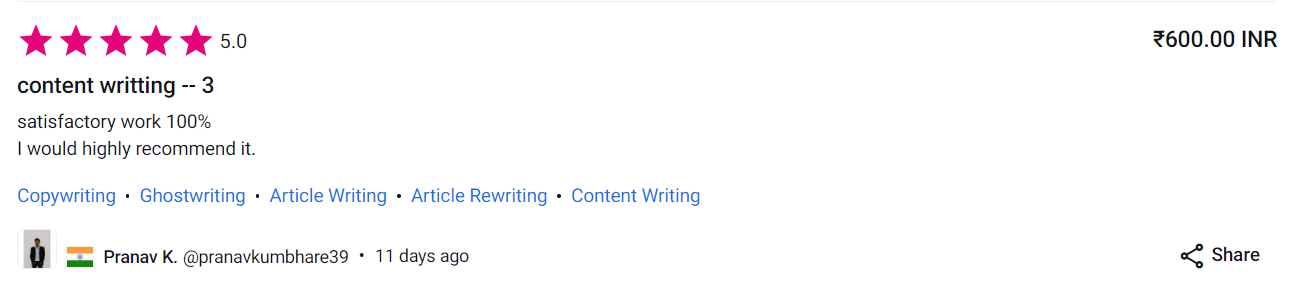 5.0
₹600.00 INR
content writting -- 3
satisfactory work 100%
I would highly recommend it.
Copywriting • Ghostwriting • Article Writing • Article Rewriting • Content Writing
Pranav K. @pranavkumbhare39 • 11 days ago
Share